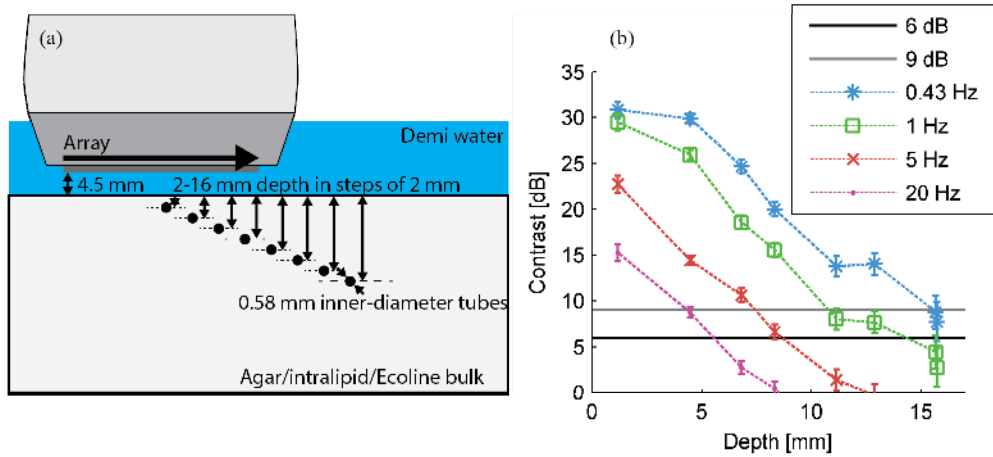 (a)
Array
Demi water
4.5 mm
2-16 mm depth in steps of 2 mm
0.58 mm inner-diameter tubes
Agar/intralipid/Ecoline bulk
(b)
6 dB
9 dB
0.43 Hz
1 Hz
5 Hz
20 Hz
Contrast [dB]
35
30
25
20
15
10
5
0
0
5
10
15
Depth [mm]